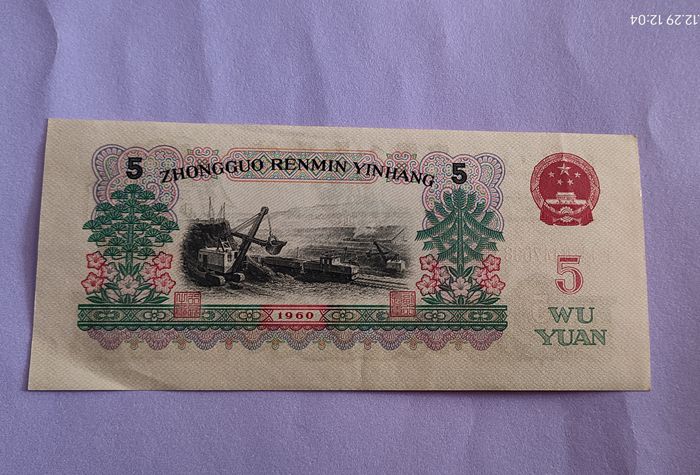 .12.29 12:04
5
ZHONGGUO RENMIN YINHANG
5
1960
5
WU
YUAN